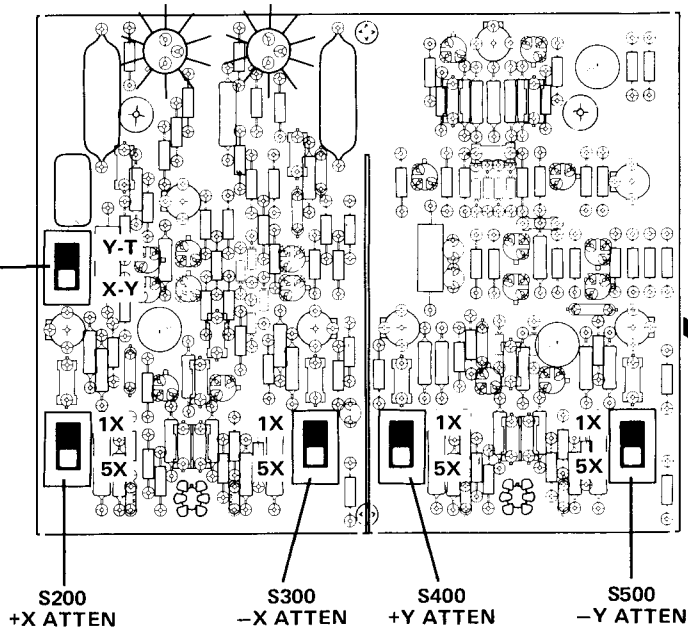 Y-T
X-Y
1X
5X
1X
5X
1X
5X
1X
5X
S200
+X ATTEN
S300
−X ATTEN
S400
+Y ATTEN
S500
−Y ATTEN